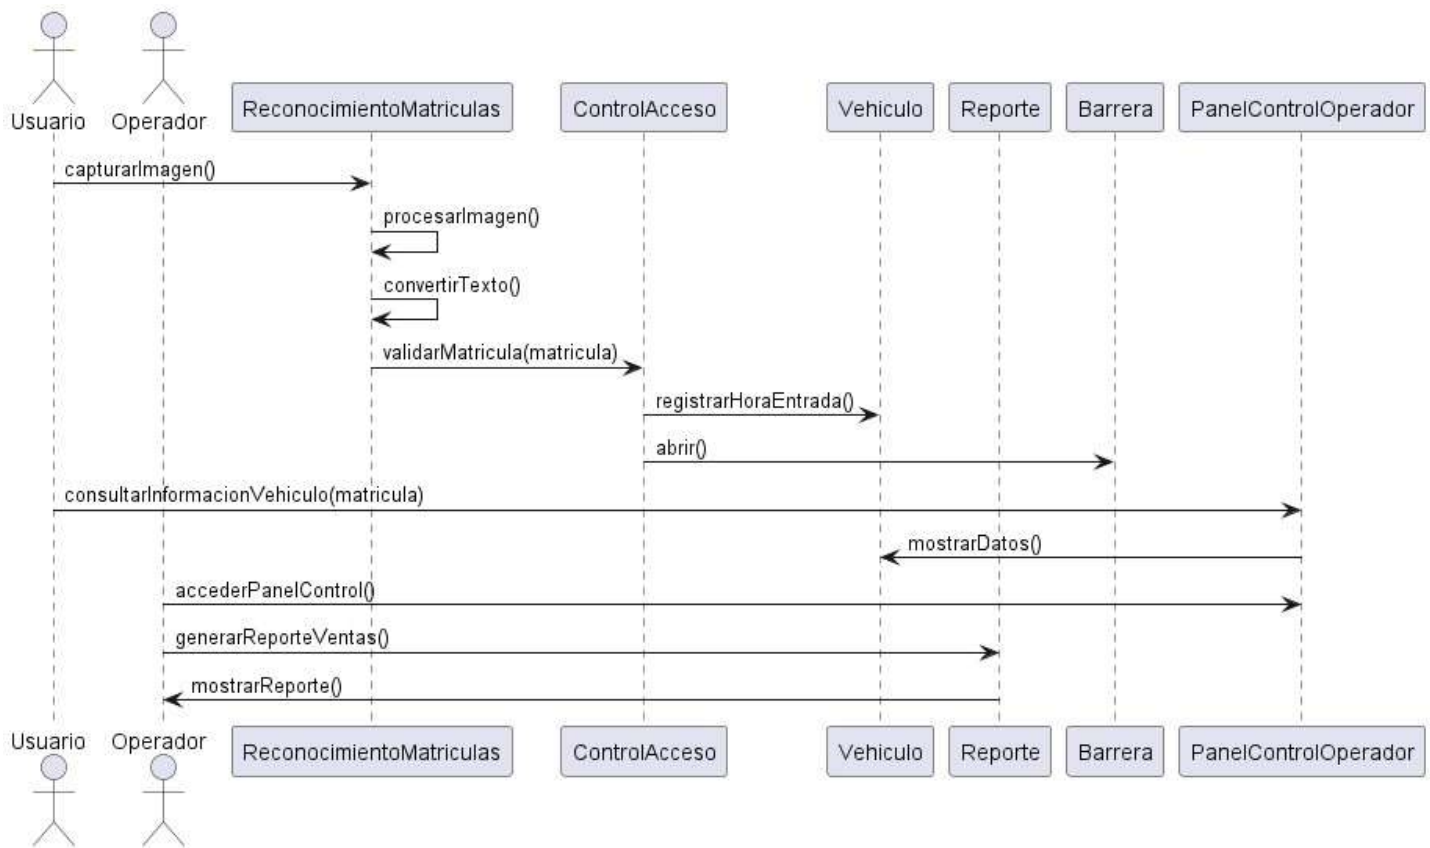 Usuario
Operador
ReconocimientoMatriculas
ControlAcceso
Vehiculo
Reporte
Barrera
PanelControlOperador
capturarImagen()
procesarImagen()
convertirTexto()
validarMatricula(matricula)
registrarHoraEntrada()
abrir()
consultarInformacionVehiculo(matricula)
mostrarDatos()
accederPanelControl()
generarReporteVentas()
mostrarReporte()
Usuario
Operador
ReconocimientoMatriculas
ControlAcceso
Vehiculo
Reporte
Barrera
PanelControlOperador